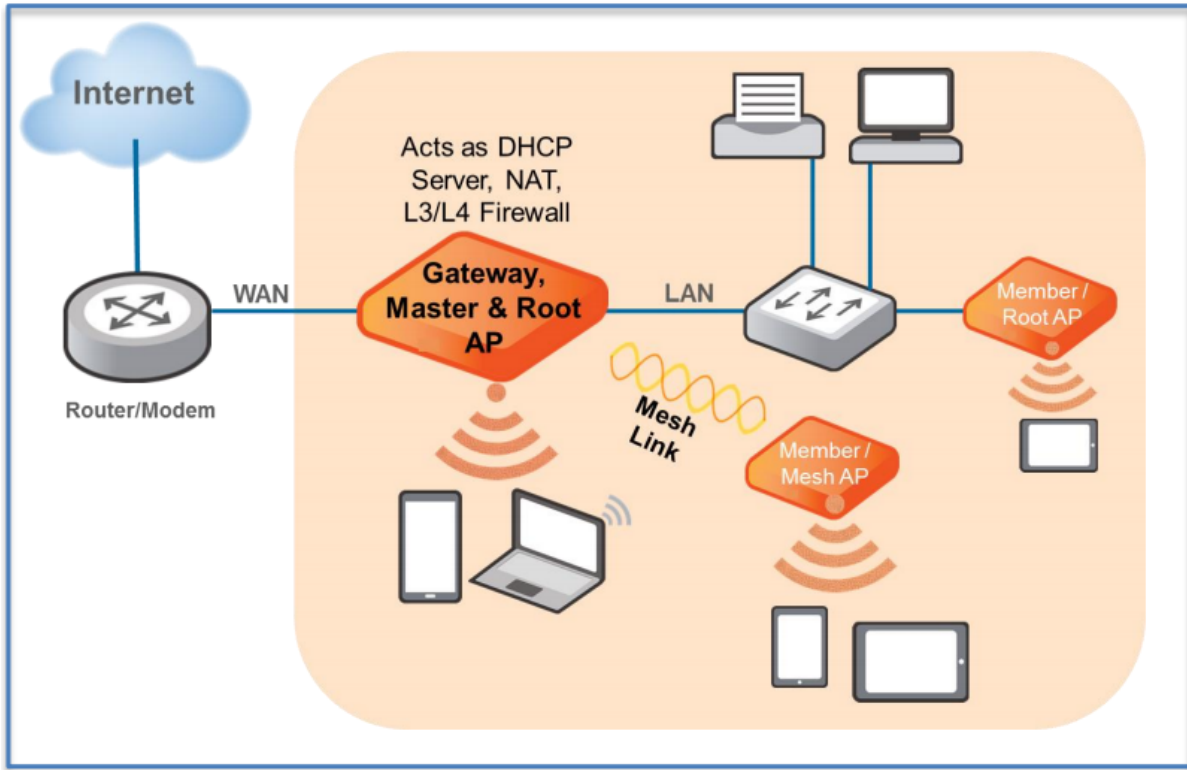 Internet
Acts as DHCP
Server, NAT,
L3/L4 Firewall
Gateway,
Master & Root
AP
WAN
LAN
Member /
Root AP
Router/Modem
Mesh
Link
Member /
Mesh AP